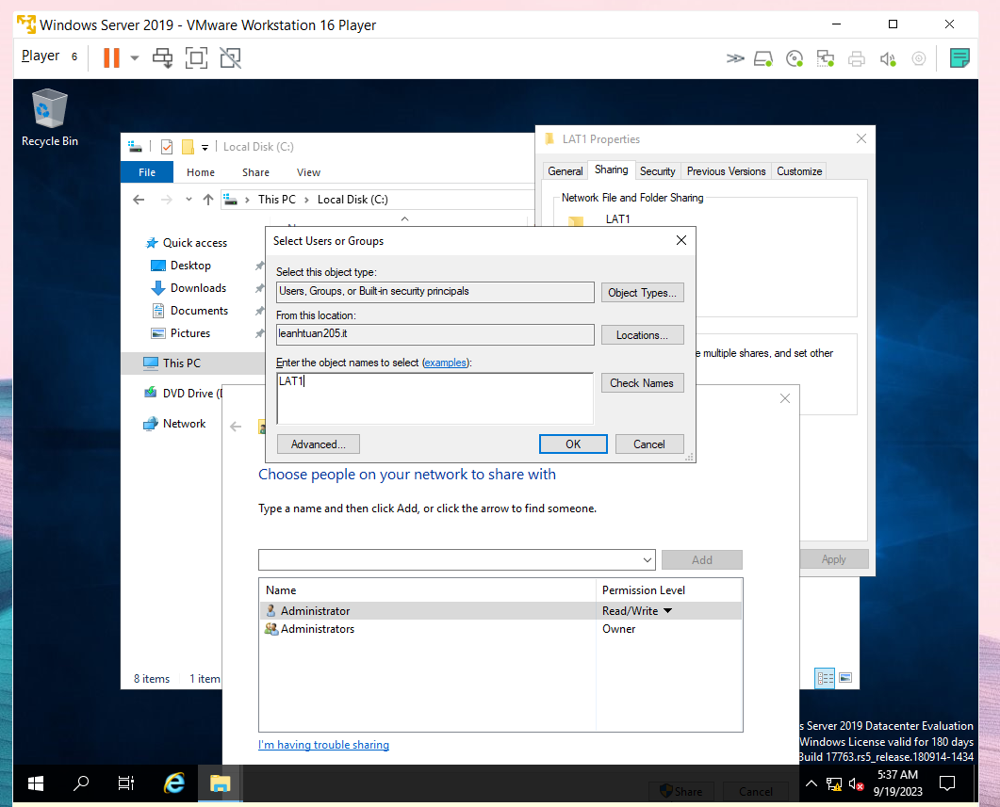 Windows Server 2019 - VMware Workstation 16 Player
Player 6
Recycle Bin
Local Disk (C:)
File Home Share View
This PC Local Disk (C:)
Quick access
Desktop
Downloads
Documents
Pictures
This PC
DVD Drive (
Network
8 items 1 item
LAT1 Properties
General Sharing Security Previous Versions Customize
Network File and Folder Sharing
LAT1
e multiple shares, and set other
Apply
Select Users or Groups
Select this object type:
Users, Groups, or Built-in security principals
Object Types...
From this location:
leanhtuan205.it
Locations...
Enter the object names to select (examples):
LAT1
Check Names
Advanced... OK Cancel
Choose people on your network to share with
Type a name and then click Add, or click the arrow to find someone.
Add
Name Permission Level
Administrator Read/Write
Administrators Owner
I'm having trouble sharing
Share Cancel
s Server 2019 Datacenter Evaluation
Windows License valid for 180 days
Build 17763.rs5_release.180914-1434
5:37 AM
9/19/2023